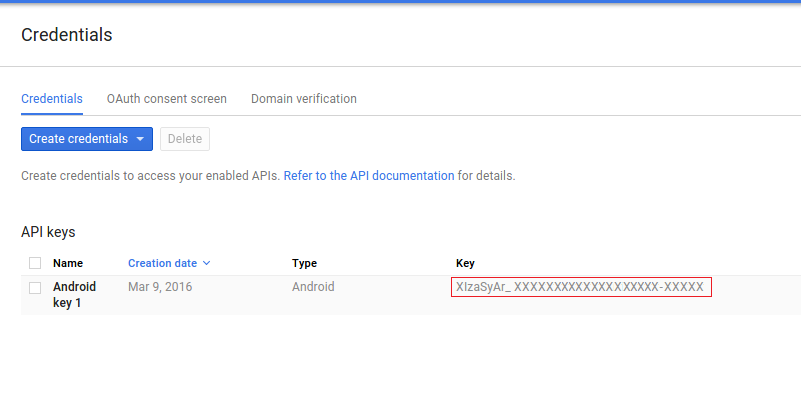 Credentials
Credentials OAuth consent screen Domain verification
Create credentials Delete
Create credentials to access your enabled APIs. Refer to the API documentation for details.
API keys
Name Creation date Type Key
Android key 1 Mar 9, 2016 Android XIzaSyAr_ XXXXXXXXXXXXXXXXXXX-XXXXX